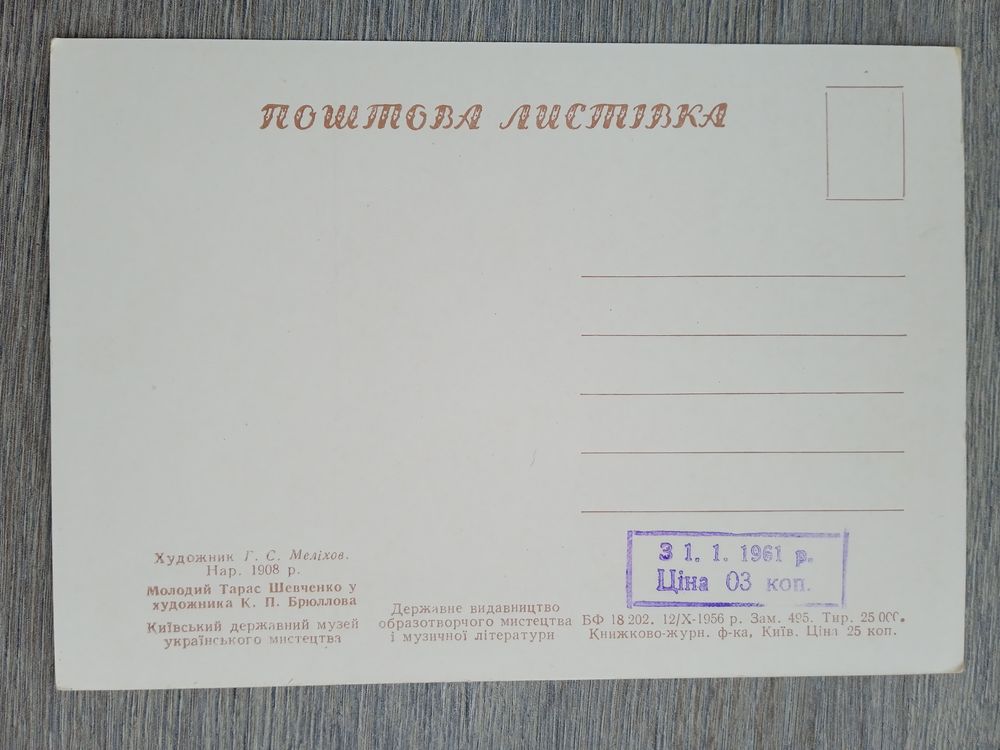 ПОШТОВА ЛИСТІВКА
Художник Г. С. Меліхов.
Нар. 1908 р.
Молодий Тарас Шевченко у
художника К. П. Брюллова
Київський державний музей
українського мистецтва
Державне видавництво
образотворчого мистецтва
і музичної літератури
З 1. 1. 1961 р.
Ціна 03 коп.
БФ 18 202. 12/X-1956 р. Зам. 495. Тир. 25 000.
Книжково-журн. ф-ка, Київ. Ціна 25 коп.